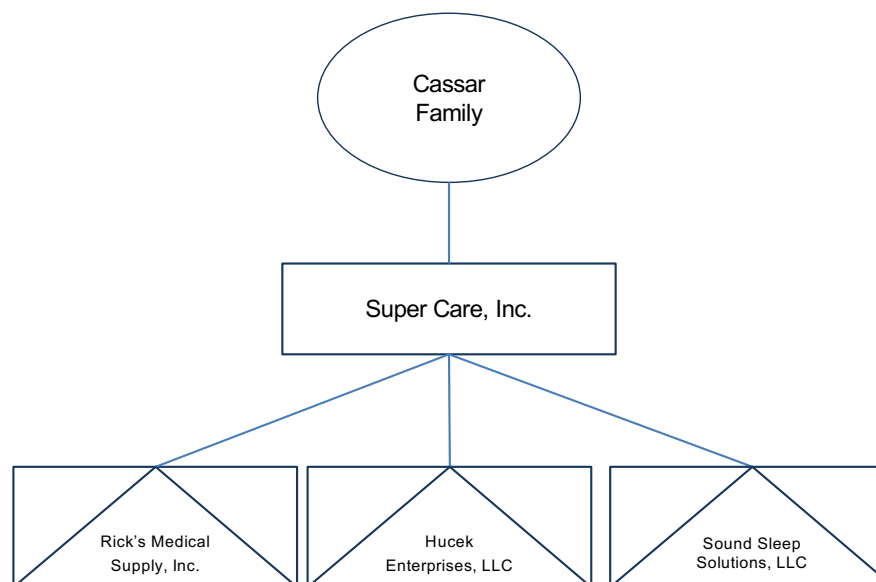 Cassar
Family
Super Care, Inc.
Rick's Medical
Supply, Inc.
Hucek
Enterprises, LLC
Sound Sleep
Solutions, LLC